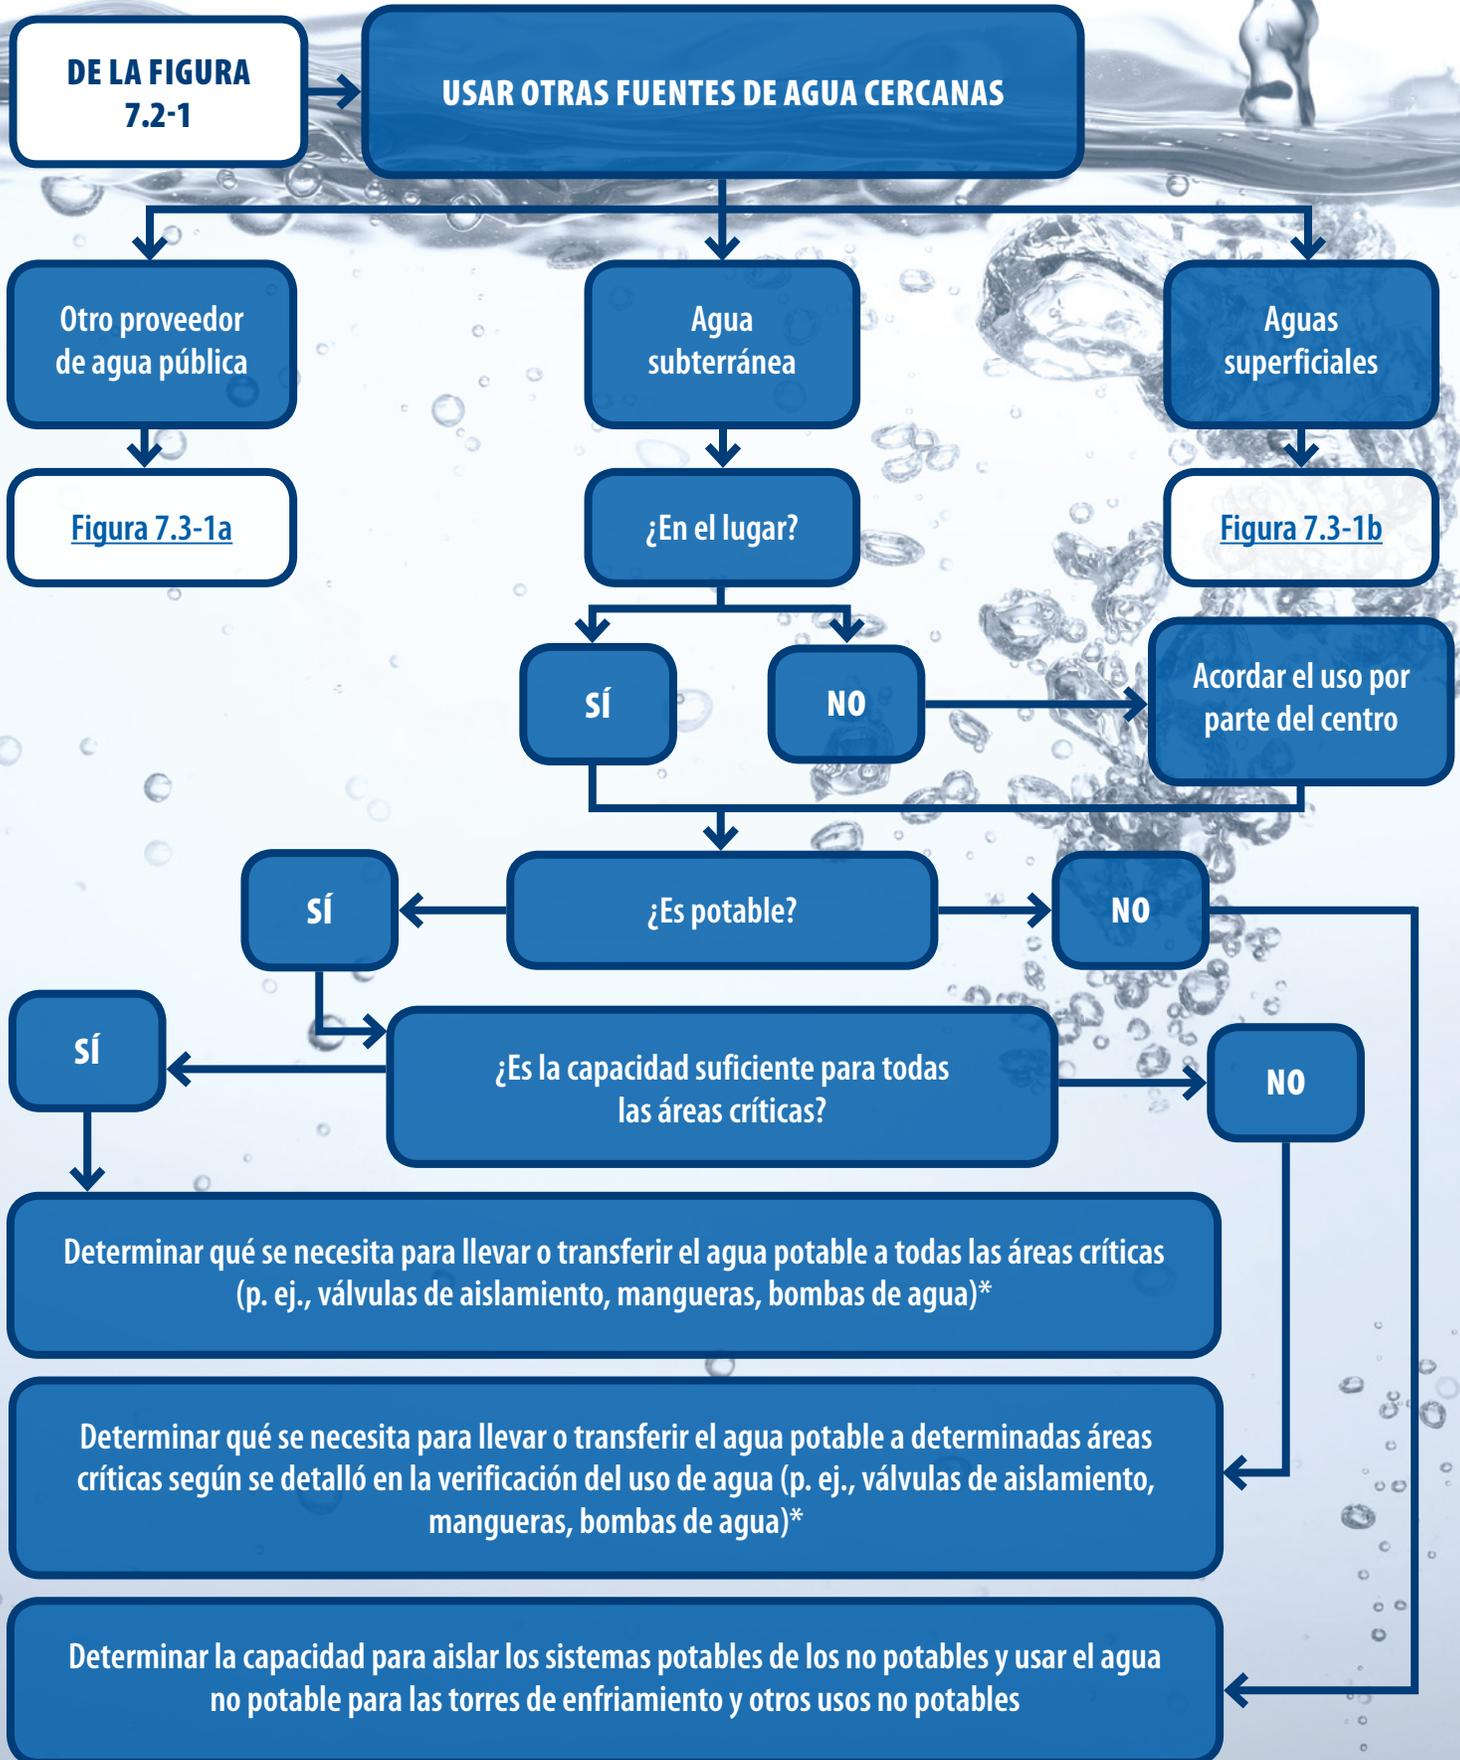 DE LA FIGURA
7.2-1
USAR OTRAS FUENTES DE AGUA CERCANAS
Otro proveedor
de agua pública
Agua
subterránea
Aguas
superficiales
Figura 7.3-1a
¿En el lugar?
Figura 7.3-1b
SÍ
NO
Acordar el uso por
parte del centro
SÍ
¿Es potable?
NO
SÍ
¿Es la capacidad suficiente para todas
las áreas críticas?
NO
Determinar qué se necesita para llevar o transferir el agua potable a todas las áreas críticas
(p. ej., válvulas de aislamiento, mangueras, bombas de agua)*
Determinar qué se necesita para llevar o transferir el agua potable a determinadas áreas
críticas según se detalló en la verificación del uso de agua (p. ej., válvulas de aislamiento,
mangueras, bombas de agua)*
Determinar la capacidad para aislar los sistemas potables de los no potables y usar el agua
no potable para las torres de enfriamiento y otros usos no potables